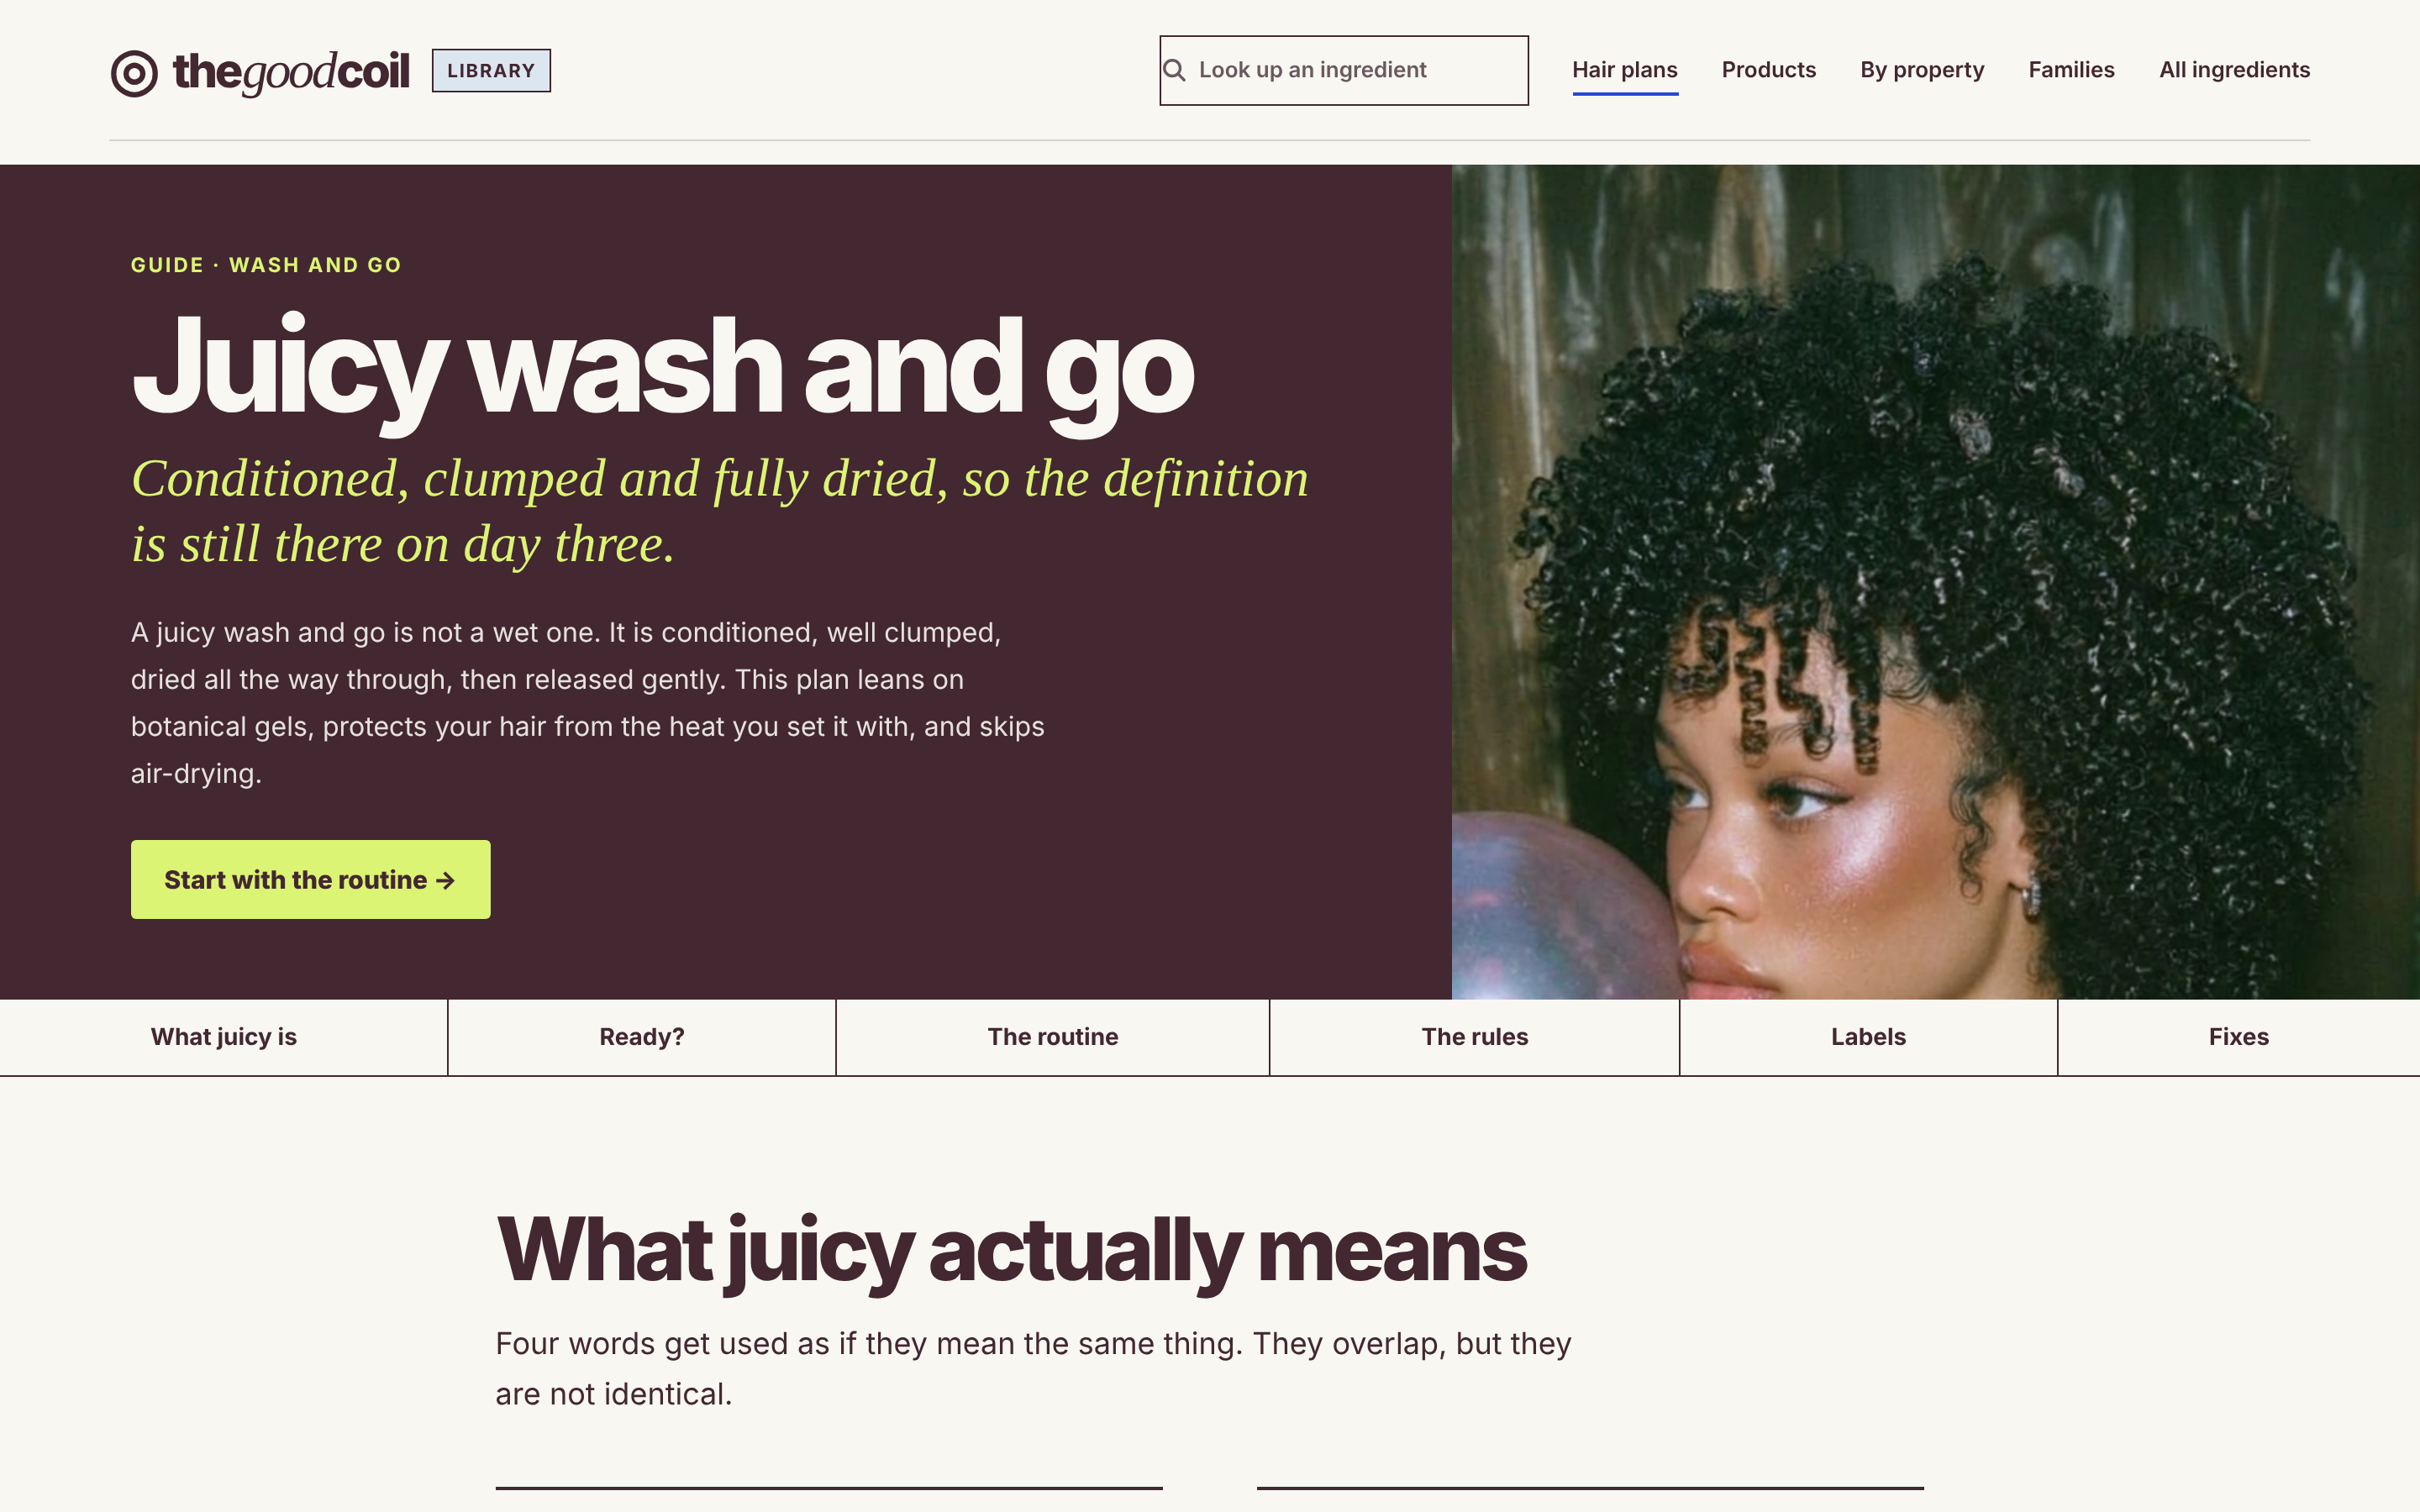 thegoodcoil
LIBRARY
Look up an ingredient
Hair plans
Products
By property
Families
All ingredients
GUIDE · WASH AND GO
Juicy wash and go
Conditioned, clumped and fully dried, so the definition
is still there on day three.
A juicy wash and go is not a wet one. It is conditioned, well clumped,
dried all the way through, then released gently. This plan leans on
botanical gels, protects your hair from the heat you set it with, and skips
air-drying.
Start with the routine →
What juicy is
Ready?
The routine
The rules
Labels
Fixes
What juicy actually means
Four words get used as if they mean the same thing. They overlap, but they
are not identical.